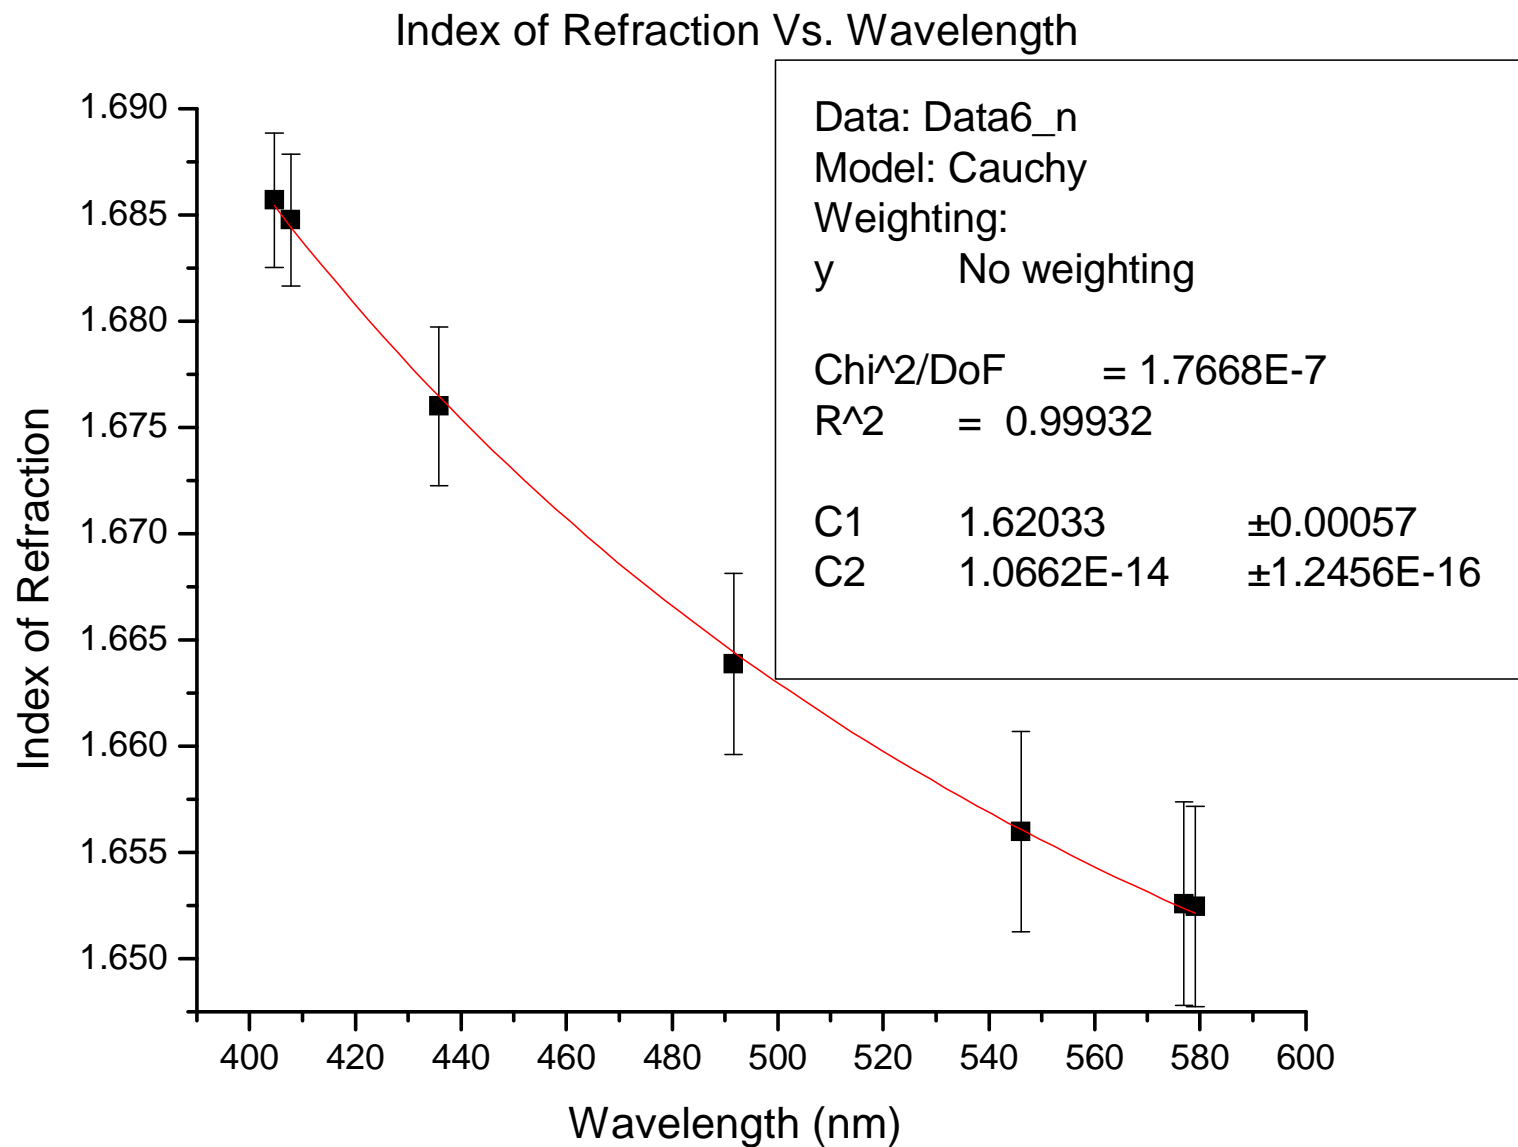 Index of Refraction Vs. Wavelength
Data: Data6_n
Model: Cauchy
Weighting:
y No weighting
Chi^2/DoF = 1.7668E-7
R^2 = 0.99932
C1 1.62033 ±0.00057
C2 1.0662E-14 ±1.2456E-16
Index of Refraction
1.690
1.685
1.680
1.675
1.670
1.665
1.660
1.655
1.650
400 420 440 460 480 500 520 540 560 580 600
Wavelength (nm)